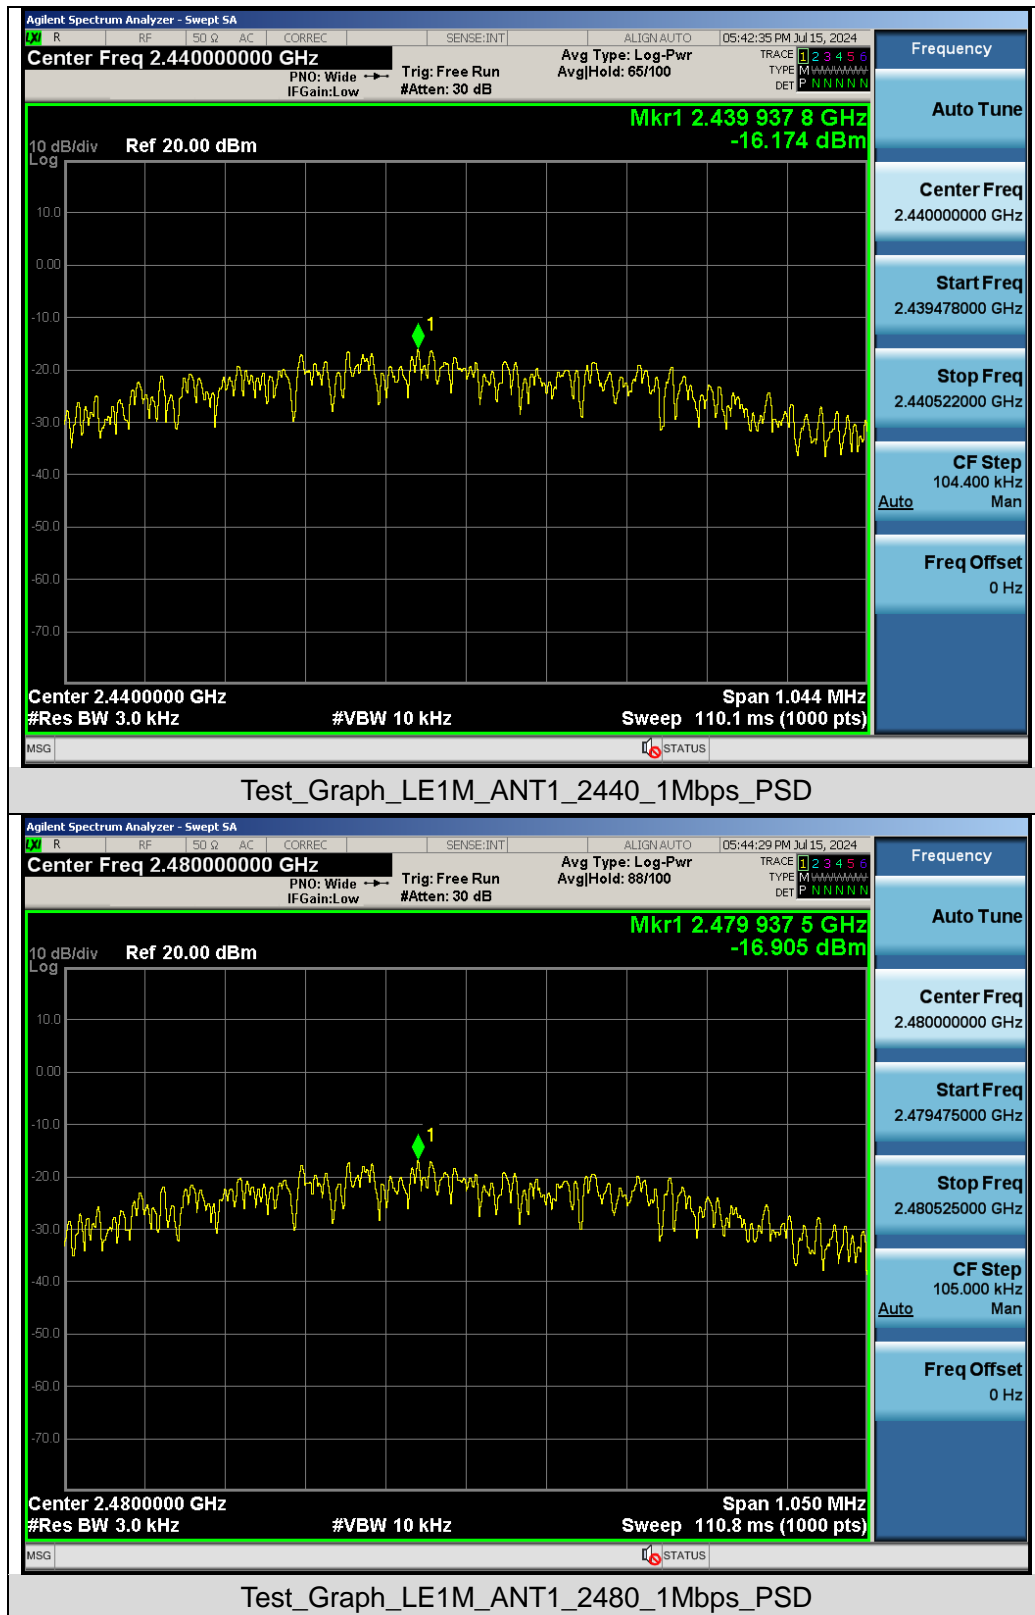 Agilent Spectrum Analyzer - Swept SA
LXI R RF 50 Ω AC CORREC SENSE:INT ALIGN AUTO 05:42:35 PM Jul 15, 2024
Center Freq 2.440000000 GHz
PNO: Wide Trig: Free Run
IFGain:Low #Atten: 30 dB
Avg Type: Log-Pwr
Avg|Hold: 65/100
TRACE 1 2 3 4 5 6
TYPE M WWWWW
DET P N N N N N
Mkr1 2.439 937 8 GHz
-16.174 dBm
10 dB/div Ref 20.00 dBm
Log
10.0
0.00
-10.0
1
-20.0
-30.0
-40.0
-50.0
-60.0
-70.0
Center 2.4400000 GHz Span 1.044 MHz
#Res BW 3.0 kHz #VBW 10 kHz Sweep 110.1 ms (1000 pts)
MSG STATUS
Frequency
Auto Tune
Center Freq
2.440000000 GHz
Start Freq
2.439478000 GHz
Stop Freq
2.440522000 GHz
CF Step
104.400 kHz
Auto Man
Freq Offset
0 Hz
Test_Graph_LE1M_ANT1_2440_1Mbps_PSD
Agilent Spectrum Analyzer - Swept SA
LXI R RF 50 Ω AC CORREC SENSE:INT ALIGN AUTO 05:44:29 PM Jul 15, 2024
Center Freq 2.480000000 GHz
PNO: Wide Trig: Free Run
IFGain:Low #Atten: 30 dB
Avg Type: Log-Pwr
Avg|Hold: 88/100
TRACE 1 2 3 4 5 6
TYPE M WWWWW
DET P N N N N N
Mkr1 2.479 937 5 GHz
-16.905 dBm
10 dB/div Ref 20.00 dBm
Log
10.0
0.00
-10.0
1
-20.0
-30.0
-40.0
-50.0
-60.0
-70.0
Center 2.4800000 GHz Span 1.050 MHz
#Res BW 3.0 kHz #VBW 10 kHz Sweep 110.8 ms (1000 pts)
MSG STATUS
Frequency
Auto Tune
Center Freq
2.480000000 GHz
Start Freq
2.479475000 GHz
Stop Freq
2.480525000 GHz
CF Step
105.000 kHz
Auto Man
Freq Offset
0 Hz
Test_Graph_LE1M_ANT1_2480_1Mbps_PSD